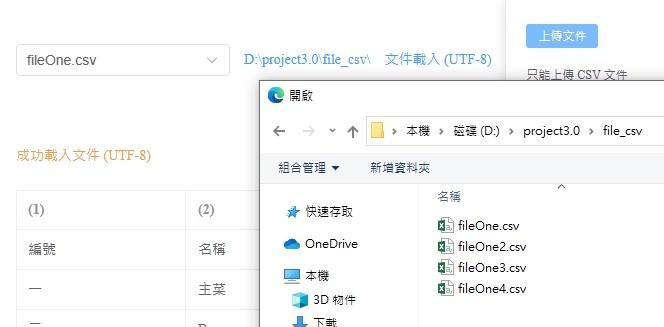 上傳文件
fileOne.csv
D:\project3.0\file_csv\ 文件載入 (UTF-8)
只能上傳 CSV 文件
開啟
本機 > 磁碟 (D:) > project3.0 > file_csv
成功載入文件 (UTF-8)
組合管理 新增資料夾
(1) (2)
編號 名稱
一 主菜
名稱
快速存取
OneDrive
本機
3D 物件
下載
fileOne.csv
fileOne2.csv
fileOne3.csv
fileOne4.csv